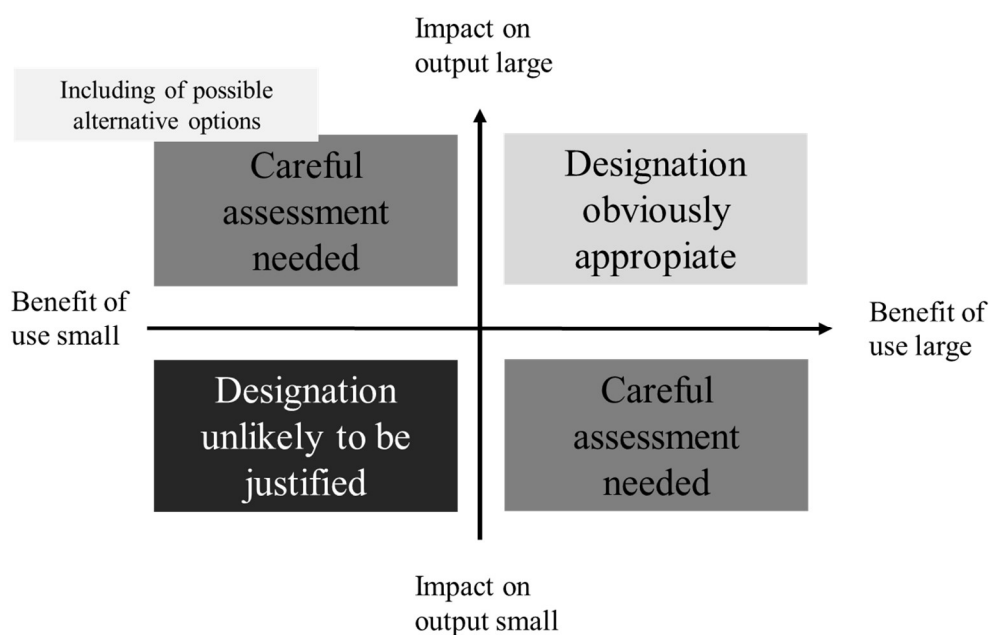 Impact on
output large
Including of possible
alternative options
Careful
assessment
needed
Designation
obviously
appropiate
Benefit of
use small
Benefit of
use large
Designation
unlikely to be
justified
Careful
assessment
needed
Impact on
output small